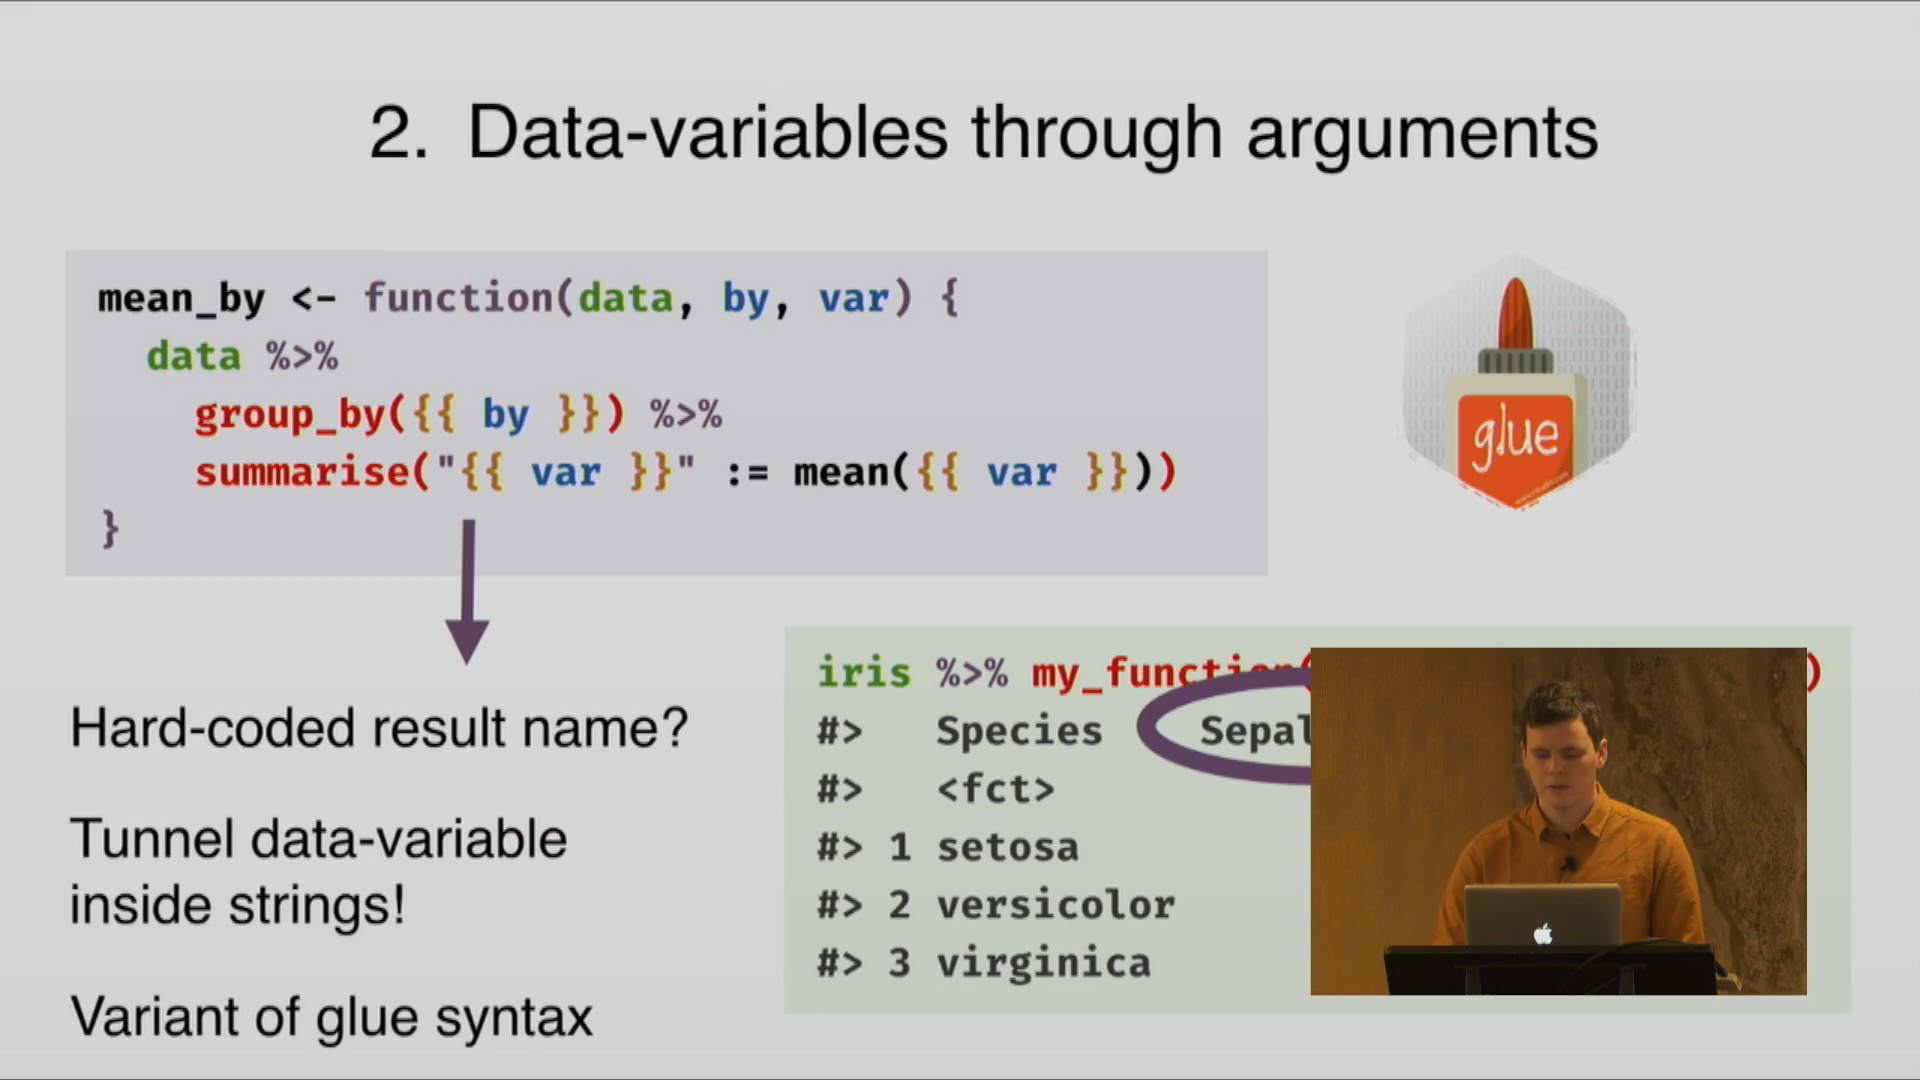 2. Data-variables through arguments
mean_by <- function(data, by, var) {
data %>%
group_by({{ by }}) %>%
summarise("{{ var }}" := mean({{ var }}))
}
glue
Hard-coded result name?
Tunnel data-variable
inside strings!
Variant of glue syntax
iris %>% my_function( )
#> Species Sepal
#> <fct>
#> 1 setosa
#> 2 versicolor
#> 3 virginica